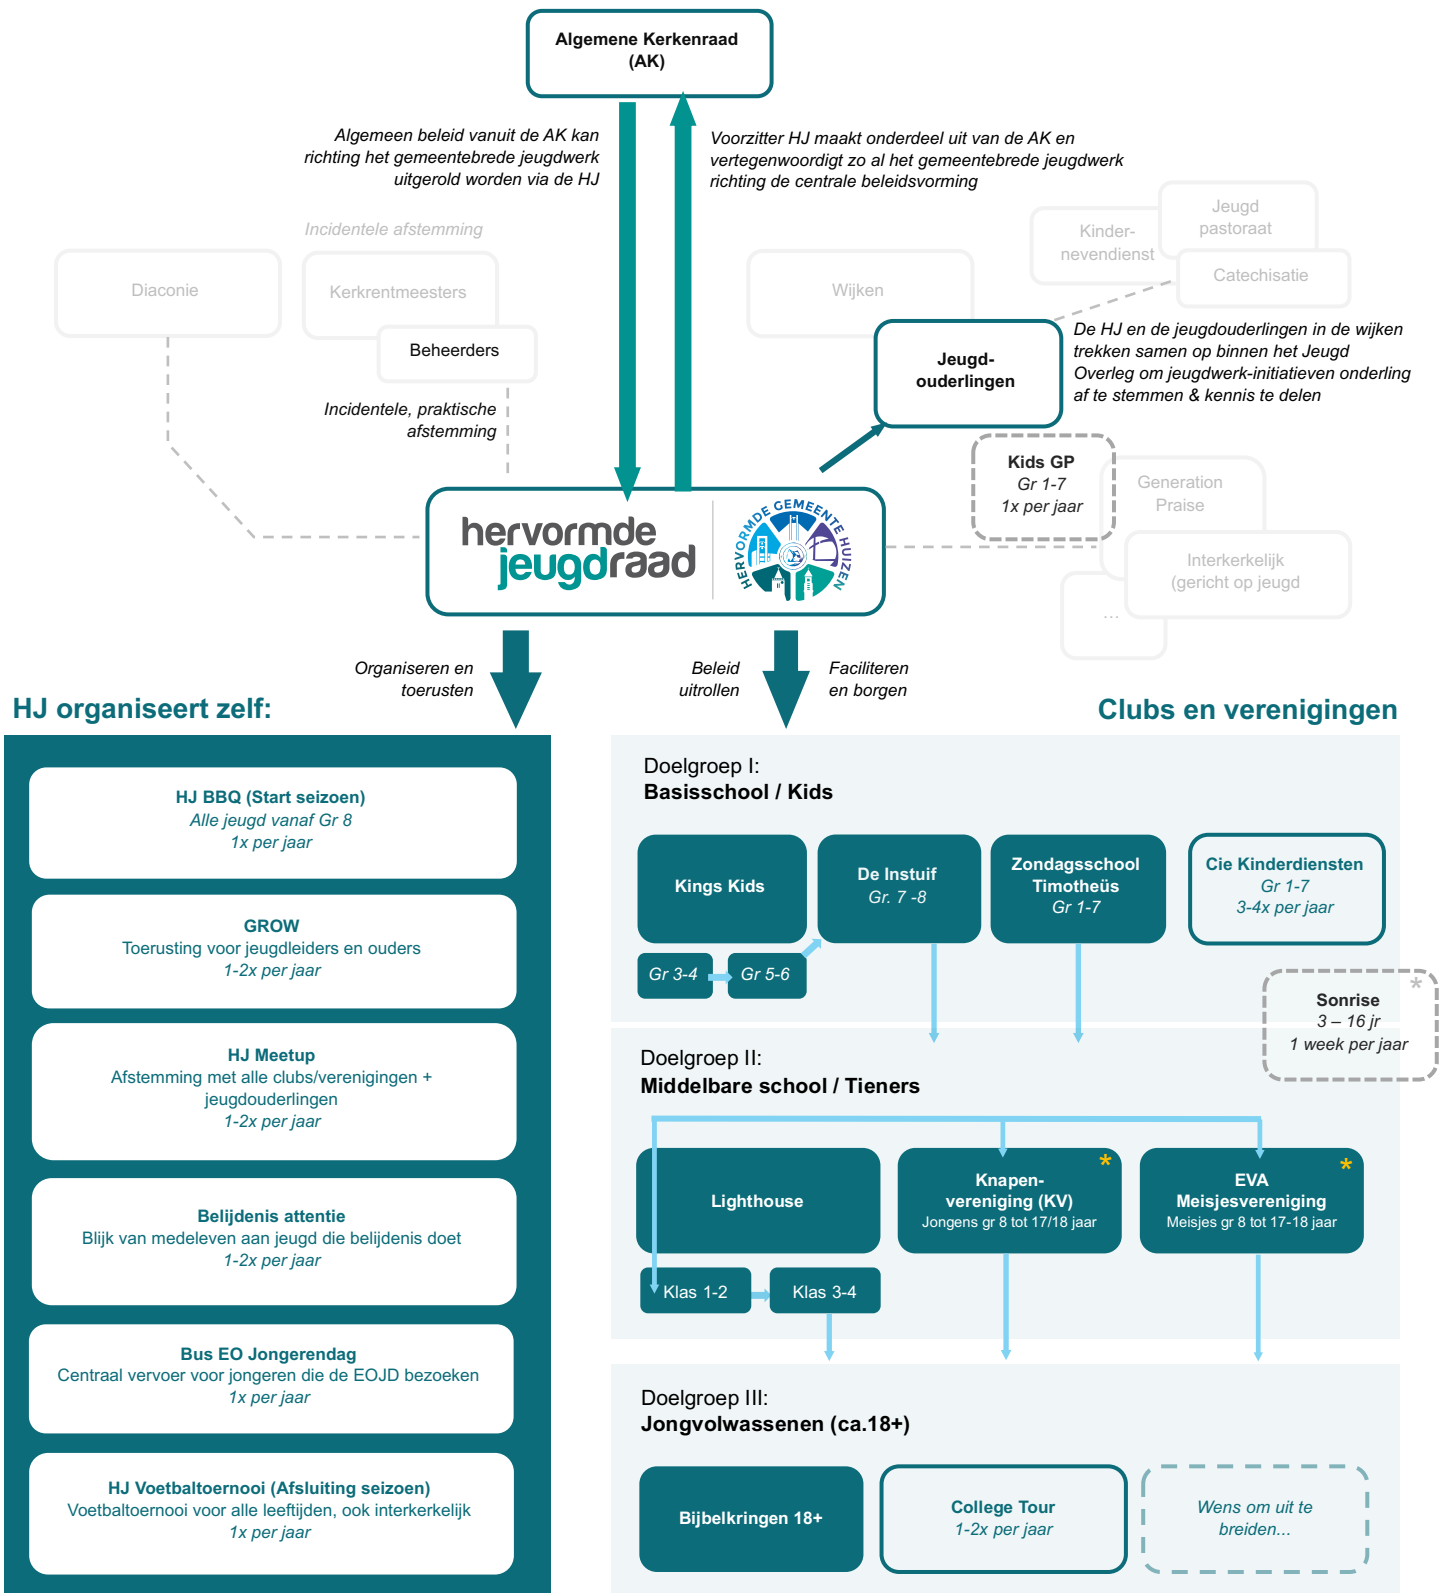 Algemene Kerkenraad
(AK)
Algemeen beleid vanuit de AK kan
richting het gemeentebrede jeugdwerk
uitgerold worden via de HJ
Voorzitter HJ maakt onderdeel uit van de AK en
vertegenwoordigt zo al het gemeentebrede jeugdwerk
richting de centrale beleidsvorming
Incidentele afstemming
Diaconie
Kerkrentmeesters
Beheerders
Incidentele, praktische
afstemming
Wijken
Kinder-
nevendienst
Jeugd
pastoraat
Catechisatie
Jeugd-
ouderlingen
De HJ en de jeugdouderlingen in de wijken
trekken samen op binnen het Jeugd
Overleg om jeugdwerk-initiatieven onderling
af te stemmen & kennis te delen
Kids GP
Gr 1-7
1x per jaar
Generation
Praise
Interkerkelijk
(gericht op jeugd
...
hervormde
jeugdraad
HERVORMDE GEMEENTE HUIZEN
Organiseren en
toerusten
Beleid
uitrollen
Faciliteren
en borgen
HJ organiseert zelf:
HJ BBQ (Start seizoen)
Alle jeugd vanaf Gr 8
1x per jaar
GROW
Toerusting voor jeugdleiders en ouders
1-2x per jaar
HJ Meetup
Afstemming met alle clubs/verenigingen +
jeugdouderlingen
1-2x per jaar
Belijdenis attentie
Blijk van medeleven aan jeugd die belijdenis doet
1-2x per jaar
Bus EO Jongerendag
Centraal vervoer voor jongeren die de EOJD bezoeken
1x per jaar
HJ Voetbaltoernooi (Afsluiting seizoen)
Voetbaltoernooi voor alle leeftijden, ook interkerkelijk
1x per jaar
Clubs en verenigingen
Doelgroep I:
Basisschool / Kids
Kings Kids
Gr 3-4
Gr 5-6
De Instuif
Gr. 7 -8
Zondagsschool
Timotheüs
Gr 1-7
Cie Kinderdiensten
Gr 1-7
3-4x per jaar
*
Sonrise
3 – 16 jr
1 week per jaar
Doelgroep II:
Middelbare school / Tieners
Lighthouse
Klas 1-2
Klas 3-4
*
Knapen-
vereniging (KV)
Jongens gr 8 tot 17/18 jaar
*
EVA
Meisjesvereniging
Meisjes gr 8 tot 17-18 jaar
Doelgroep III:
Jongvolwassenen (ca.18+)
Bijbelkringen 18+
College Tour
1-2x per jaar
Wens om uit te
breiden...